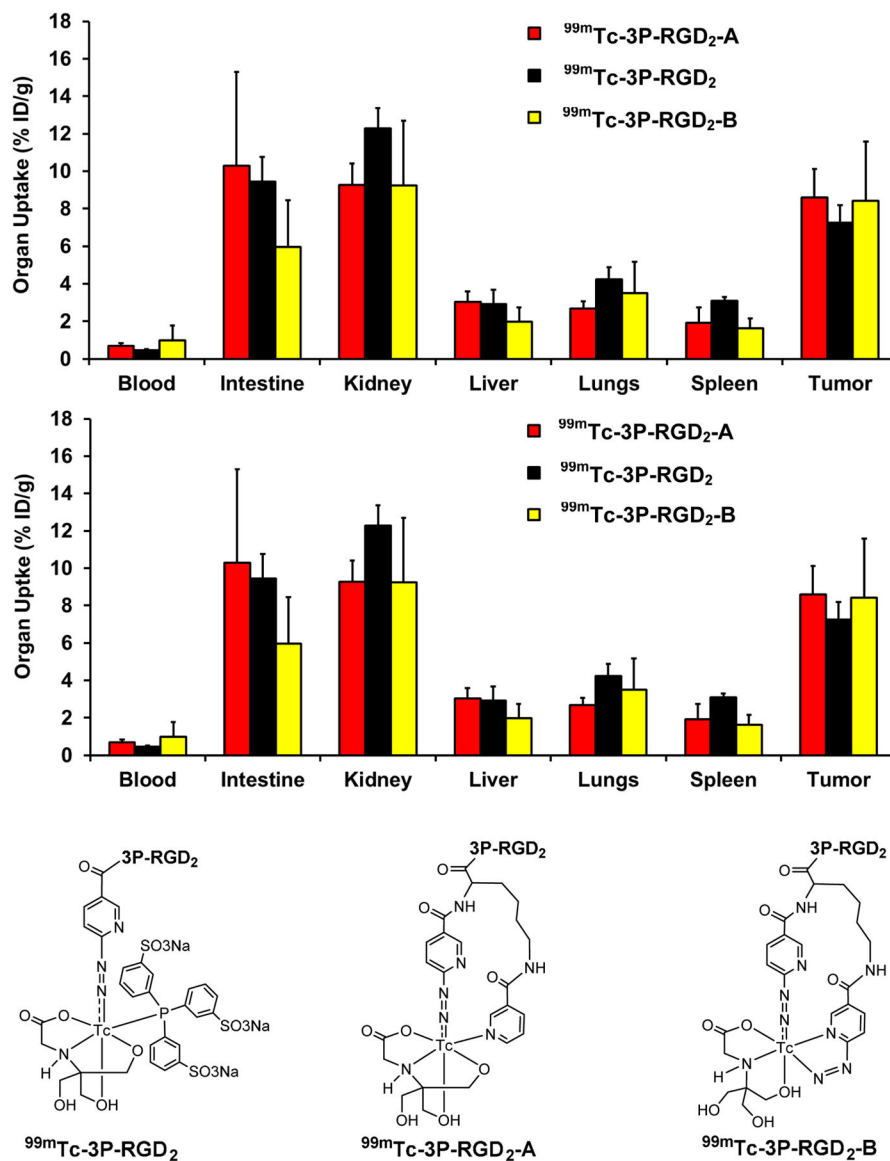 18
16
14
12
10
8
6
4
2
0
Organ Uptake (% ID/g)
⁹⁹ᵐTc-3P-RGD₂-A
⁹⁹ᵐTc-3P-RGD₂
⁹⁹ᵐTc-3P-RGD₂-B
Blood Intestine Kidney Liver Lungs Spleen Tumor
18
16
14
12
10
8
6
4
2
0
Organ Uptke (% ID/g)
⁹⁹ᵐTc-3P-RGD₂-A
⁹⁹ᵐTc-3P-RGD₂
⁹⁹ᵐTc-3P-RGD₂-B
Blood Intestine Kidney Liver Lungs Spleen Tumor
3P-RGD₂
O
N
SO3Na
N
N
P
SO3Na
SO3Na
O
O
Tc
N
O
H
OH
OH
⁹⁹ᵐTc-3P-RGD₂
3P-RGD₂
O
NH
O
N
NH
O
N
N
N
O
O
Tc
N
O
H
OH
OH
⁹⁹ᵐTc-3P-RGD₂-A
3P-RGD₂
O
NH
O
N
NH
O
N
N
N
O
O
Tc
H
N
OH
N
N
HO
OH
⁹⁹ᵐTc-3P-RGD₂-B